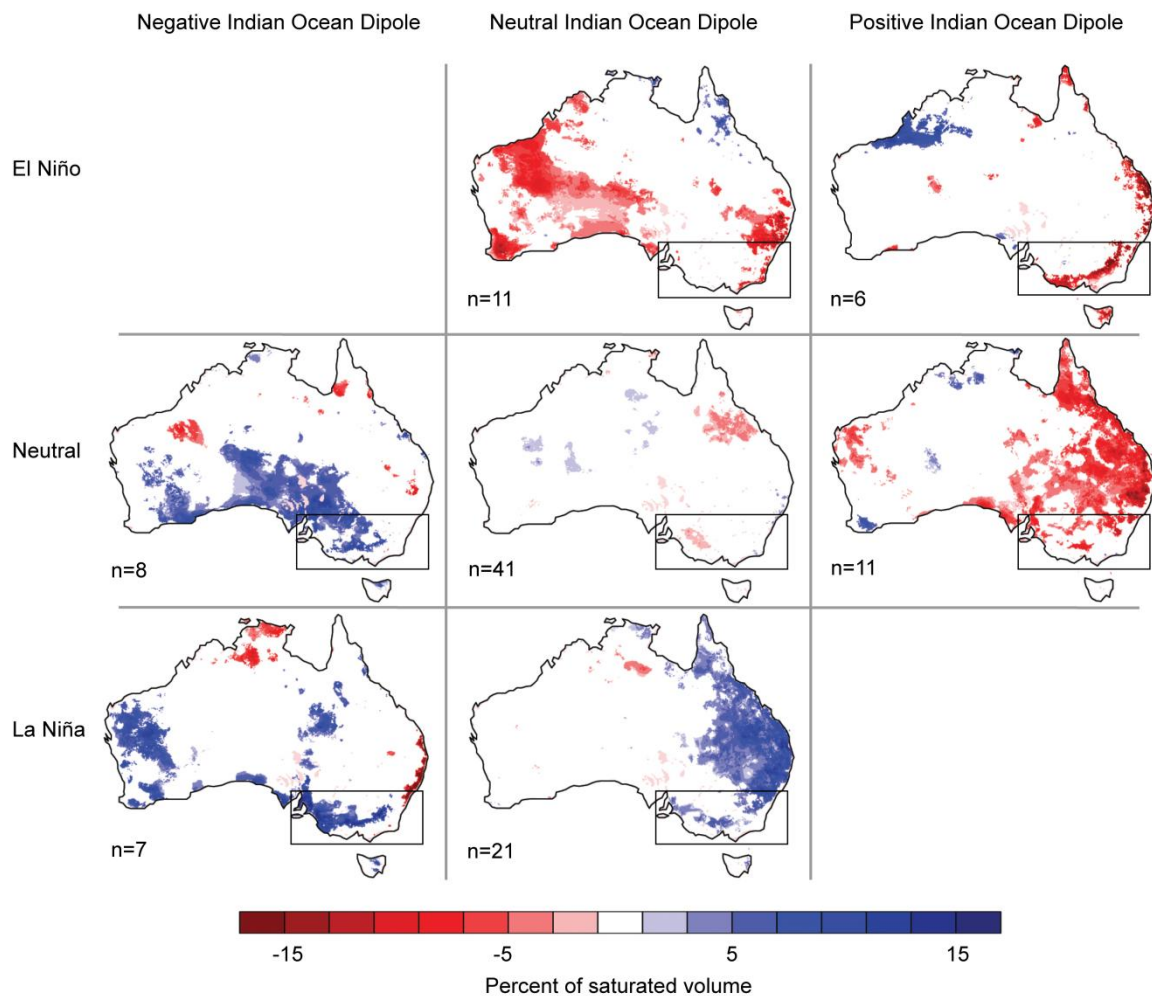 Negative Indian Ocean Dipole Neutral Indian Ocean Dipole Positive Indian Ocean Dipole
El Niño
n=11 n=6
Neutral
n=8 n=41 n=11
La Niña
n=7 n=21
-15 -5 5 15
Percent of saturated volume